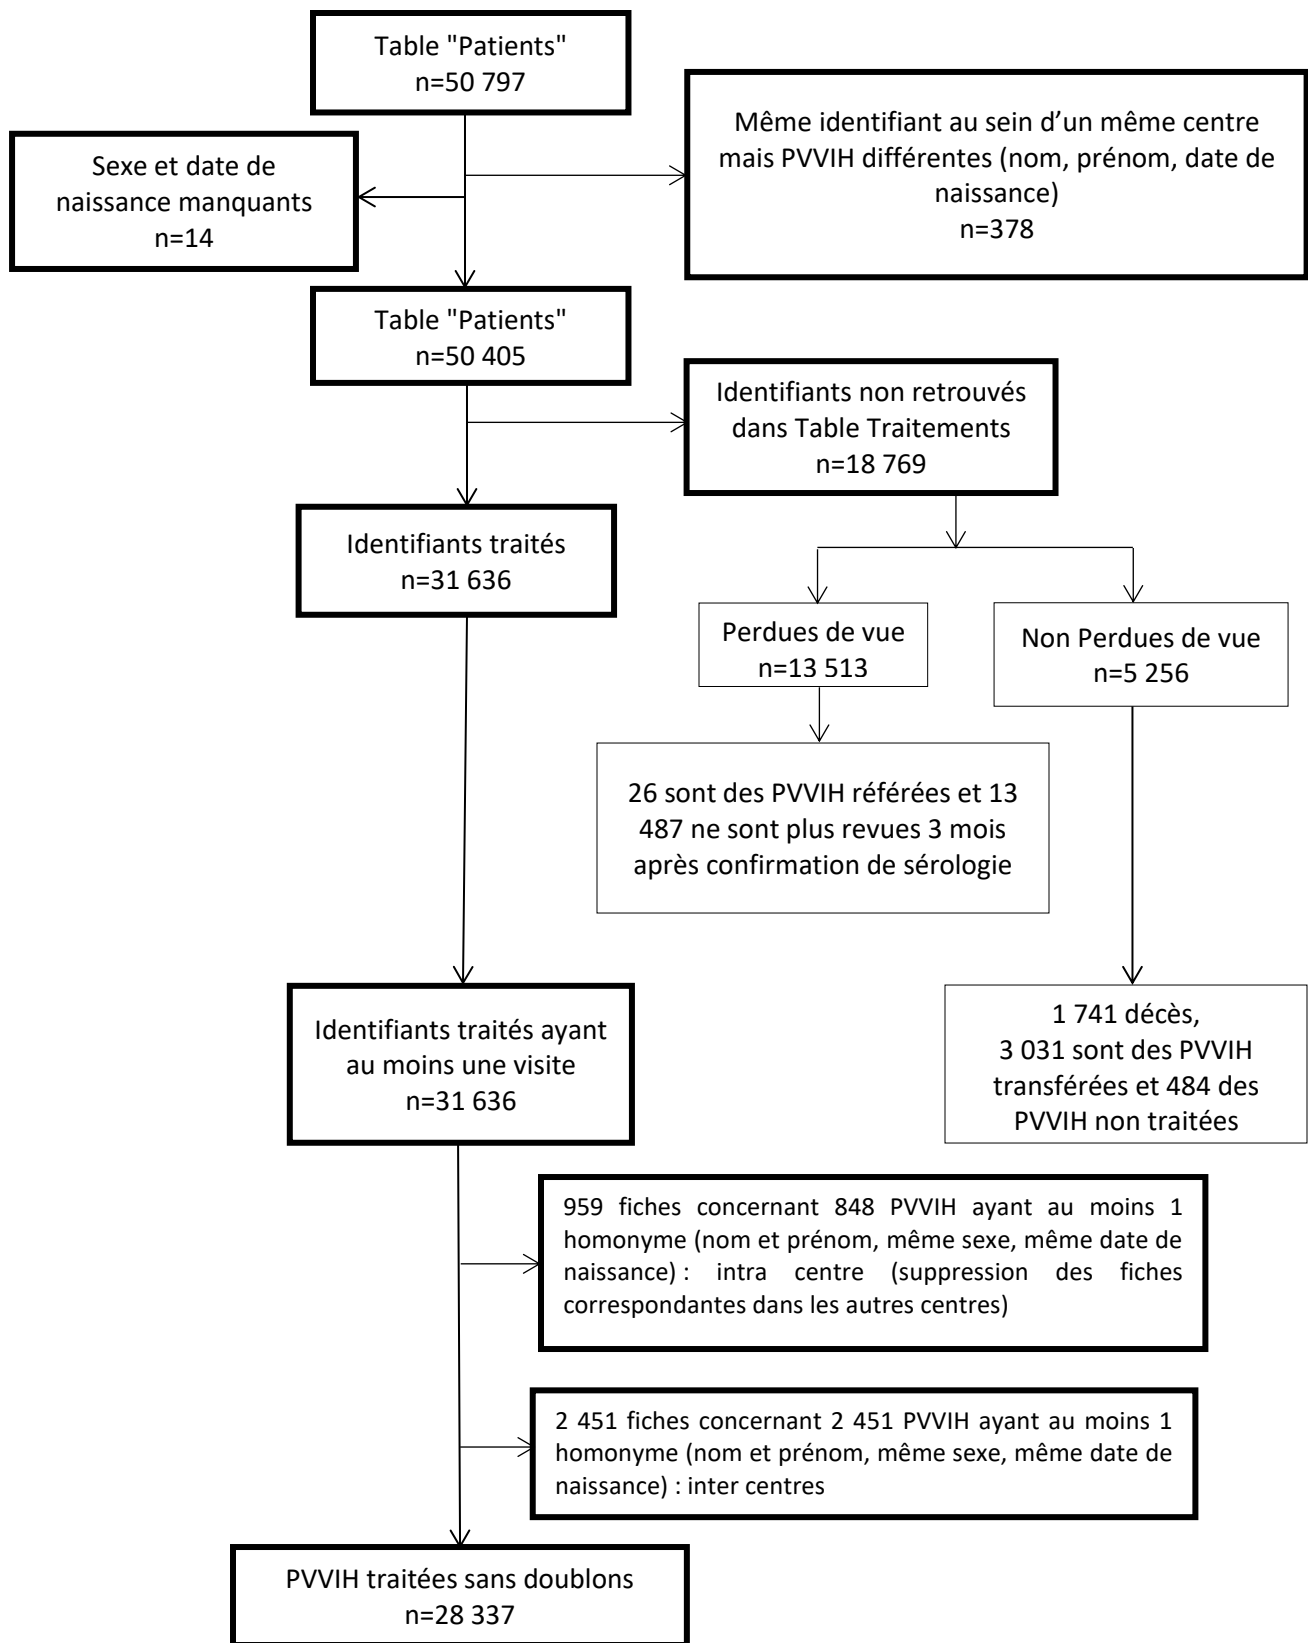 Table "Patients"
n=50 797
Même identifiant au sein d’un même centre
mais PVVIH différentes (nom, prénom, date de
naissance)
n=378
Sexe et date de
naissance manquants
n=14
Table "Patients"
n=50 405
Identifiants non retrouvés
dans Table Traitements
n=18 769
Identifiants traités
n=31 636
Perdues de vue
n=13 513
Non Perdues de vue
n=5 256
26 sont des PVVIH référées et 13
487 ne sont plus revues 3 mois
après confirmation de sérologie
Identifiants traités ayant
au moins une visite
n=31 636
1 741 décès,
3 031 sont des PVVIH
transférées et 484 des
PVVIH non traitées
959 fiches concernant 848 PVVIH ayant au moins 1
homonyme (nom et prénom, même sexe, même date de
naissance) : intra centre (suppression des fiches
correspondantes dans les autres centres)
2 451 fiches concernant 2 451 PVVIH ayant au moins 1
homonyme (nom et prénom, même sexe, même date de
naissance) : inter centres
PVVIH traitées sans doublons
n=28 337